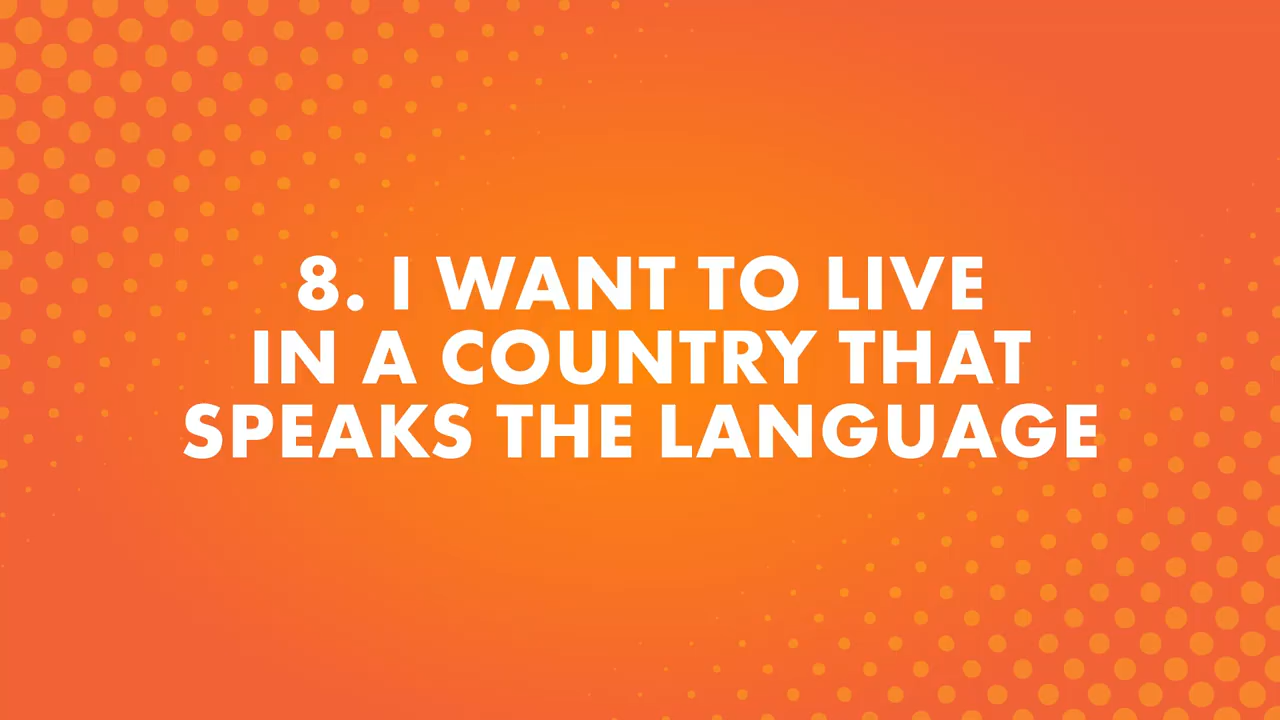 8. I WANT TO LIVE
IN A COUNTRY THAT
SPEAKS THE LANGUAGE